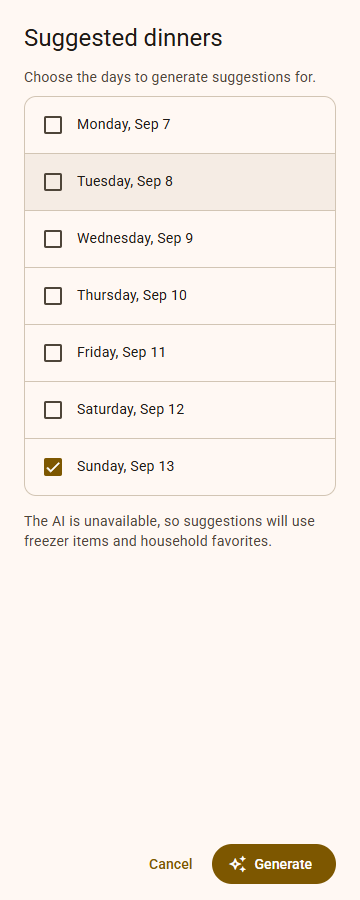 Suggested dinners
Choose the days to generate suggestions for.
Monday, Sep 7
Tuesday, Sep 8
Wednesday, Sep 9
Thursday, Sep 10
Friday, Sep 11
Saturday, Sep 12
Sunday, Sep 13
The AI is unavailable, so suggestions will use
freezer items and household favorites.
Cancel
Generate